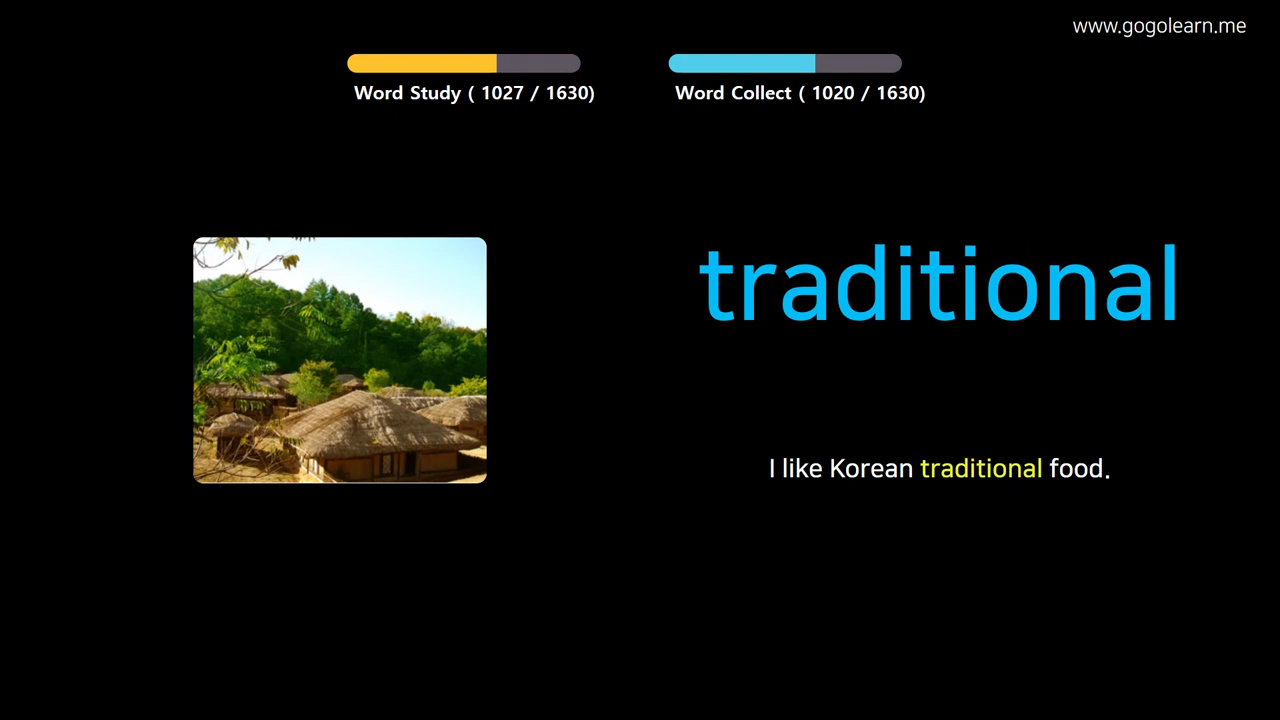 www.gogolearn.me
Word Study ( 1027 / 1630)
Word Collect ( 1020 / 1630)
traditional
I like Korean traditional food.